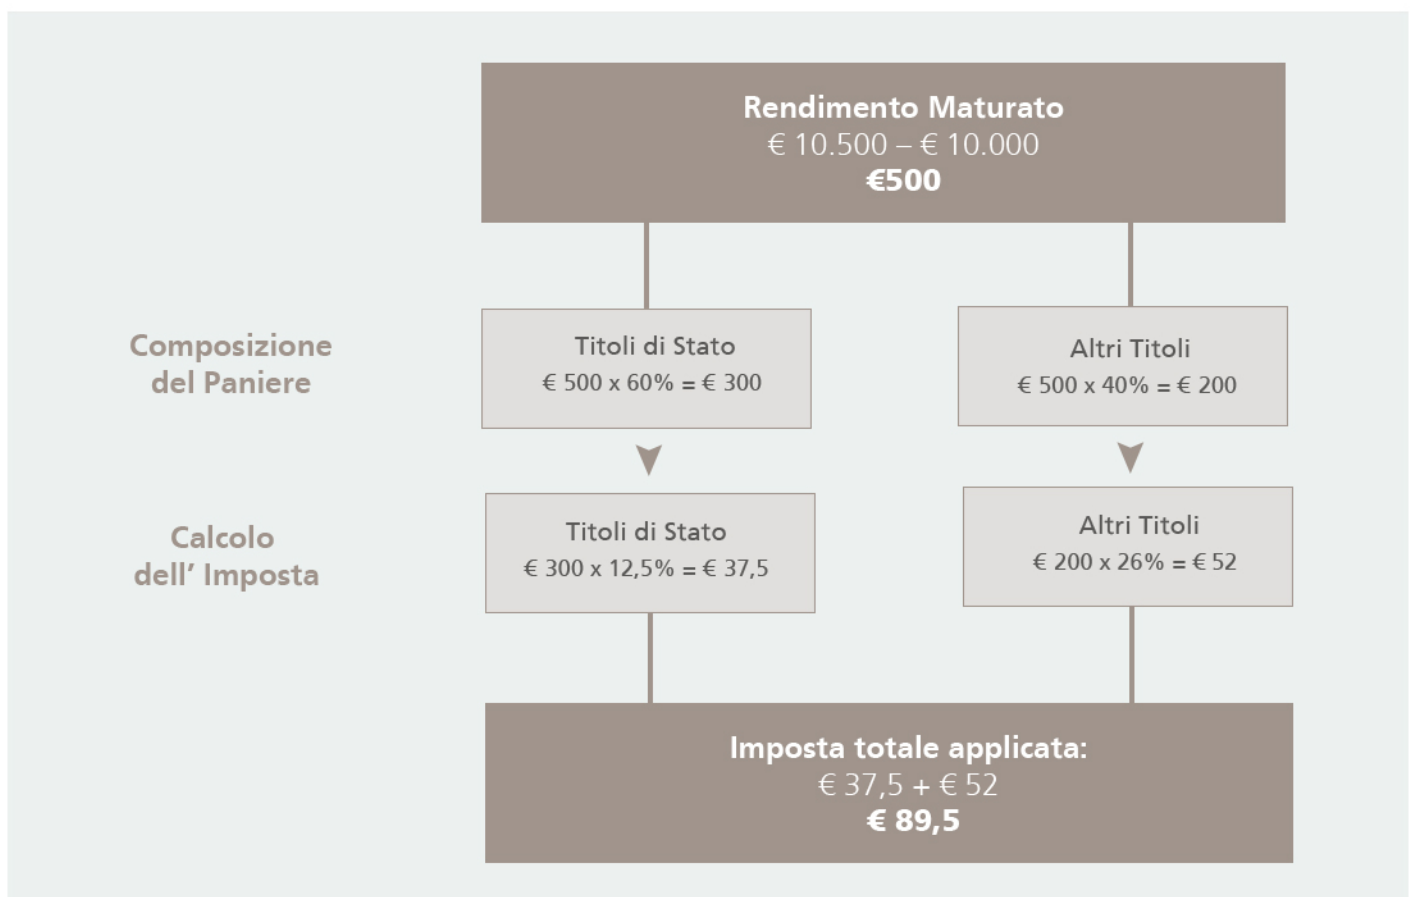 Rendimento Maturato
€ 10.500 – € 10.000
€500
Composizione
del Paniere
Titoli di Stato
€ 500 x 60% = € 300
Altri Titoli
€ 500 x 40% = € 200
Calcolo
dell’ Imposta
Titoli di Stato
€ 300 x 12,5% = € 37,5
Altri Titoli
€ 200 x 26% = € 52
Imposta totale applicata:
€ 37,5 + € 52
€ 89,5